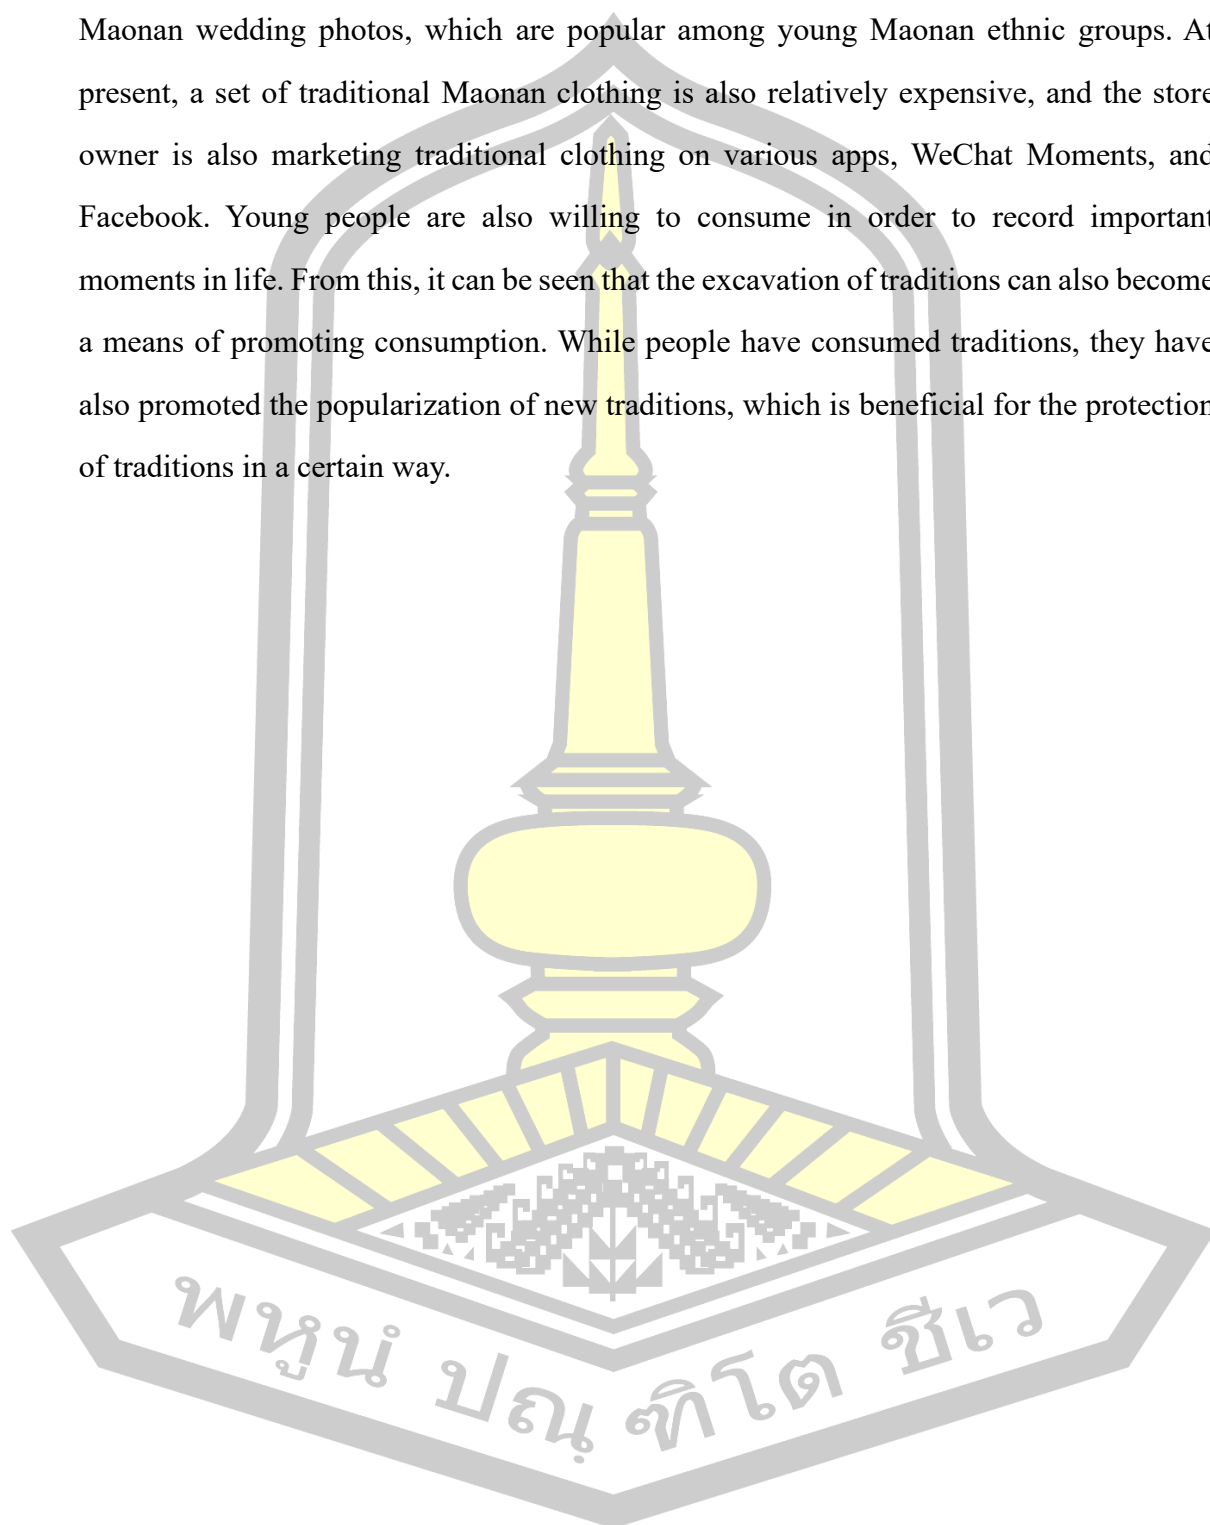 Maonan wedding photos, which are popular among young Maonan ethnic groups. At
present, a set of traditional Maonan clothing is also relatively expensive, and the store
owner is also marketing traditional clothing on various apps, WeChat Moments, and
Facebook. Young people are also willing to consume in order to record important
moments in life. From this, it can be seen that the excavation of traditions can also become
a means of promoting consumption. While people have consumed traditions, they have
also promoted the popularization of new traditions, which is beneficial for the protection
of traditions in a certain way.
พหูนํ ปณฺฑิโต ชีเว